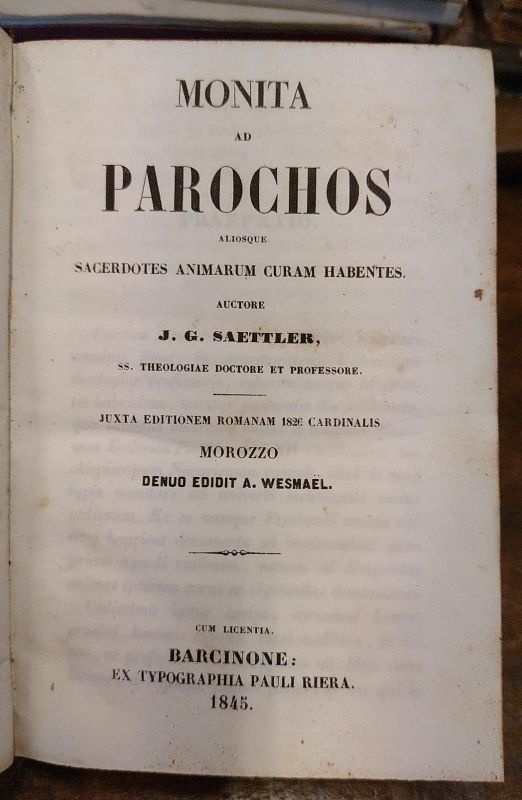 MONITA
AD
PAROCHOS
ALIOSQUE
SACERDOTES ANIMARUM CURAM HABENTES.
AUCTORE
J. G. SAETTLER,
SS. THEOLOGIAE DOCTORE ET PROFESSORE.
JUXTA EDITIONEM ROMANAM 1826 CARDINALIS
MOROZZO
DENUO EDIDIT A. WESMAËL.
CUM LICENTIA.
BARCINONE:
EX TYPOGRAPHIA PAULI RIERA.
1845.